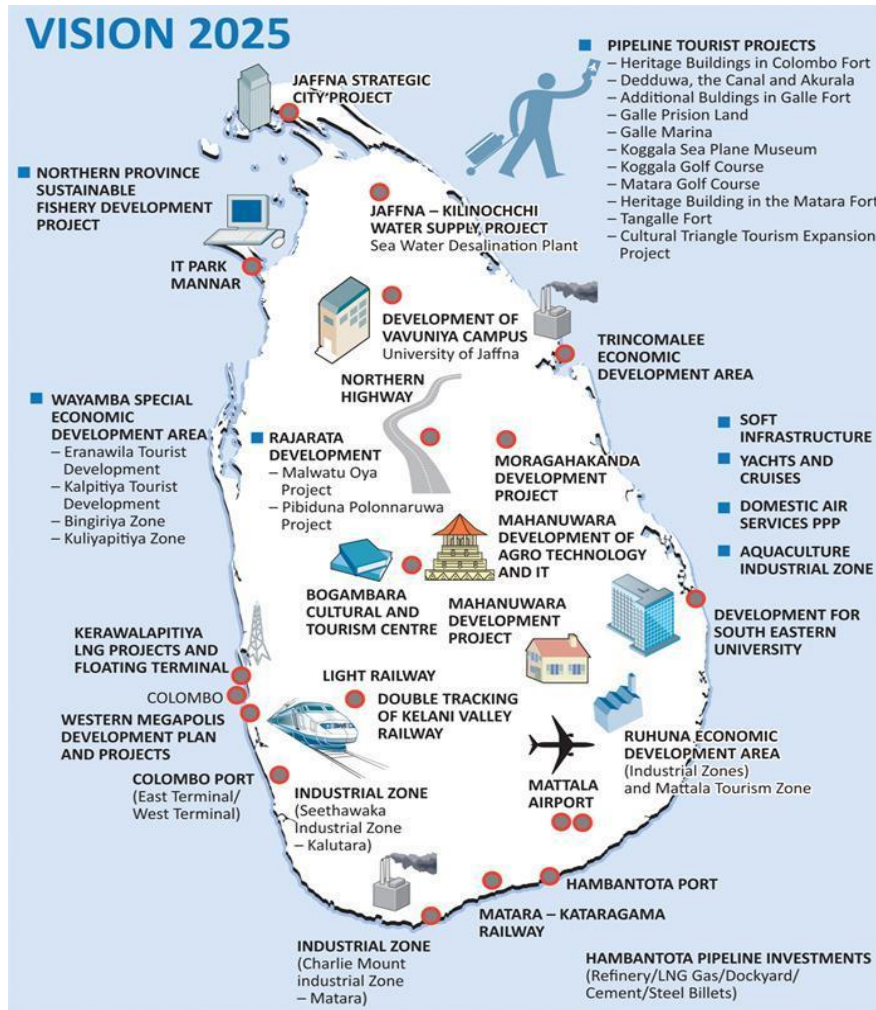 VISION 2025
PIPELINE TOURIST PROJECTS
– Heritage Buildings in Colombo Fort
– Dedduwa, the Canal and Akurala
– Additional Buldings in Galle Fort
– Galle Prision Land
– Galle Marina
– Koggala Sea Plane Museum
– Koggala Golf Course
– Matara Golf Course
– Heritage Building in the Matara Fort
– Tangalle Fort
– Cultural Triangle Tourism Expansion
Project
JAFFNA STRATEGIC
CITY PROJECT
NORTHERN PROVINCE
SUSTAINABLE
FISHERY DEVELOPMENT
PROJECT
JAFFNA – KILINOCHCHI
WATER SUPPLY PROJECT
Sea Water Desalination Plant
IT PARK
MANNAR
DEVELOPMENT OF
VAVUNIYA CAMPUS
University of Jaffna
TRINCOMALEE
ECONOMIC
DEVELOPMENT AREA
NORTHERN
HIGHWAY
WAYAMBA SPECIAL
ECONOMIC
DEVELOPMENT AREA
– Eranawila Tourist
Development
– Kalpitiya Tourist
Development
– Bingiriya Zone
– Kuliyapitiya Zone
RAJARATA
DEVELOPMENT
– Malwatu Oya
Project
– Pibiduna Polonnaruwa
Project
MORAGAHAKANDA
DEVELOPMENT
PROJECT
SOFT
INFRASTRUCTURE
YACHTS AND
CRUISES
DOMESTIC AIR
SERVICES PPP
AQUACULTURE
INDUSTRIAL ZONE
MAHANUWARA
DEVELOPMENT OF
AGRO TECHNOLOGY
AND IT
BOGAMBARA
CULTURAL AND
TOURISM CENTRE
MAHANUWARA
DEVELOPMENT
PROJECT
DEVELOPMENT FOR
SOUTH EASTERN
UNIVERSITY
KERAWALAPITIYA
LNG PROJECTS AND
FLOATING TERMINAL
COLOMBO
WESTERN MEGAPOLIS
DEVELOPMENT PLAN
AND PROJECTS
LIGHT RAILWAY
DOUBLE TRACKING
OF KELANI VALLEY
RAILWAY
RUHUNA ECONOMIC
DEVELOPMENT AREA
(Industrial Zones)
and Mattala Tourism Zone
COLOMBO PORT
(East Terminal/
West Terminal)
INDUSTRIAL ZONE
(Seethawaka
Industrial Zone
– Kalutara)
MATTALA
AIRPORT
HAMBANTOTA PORT
MATARA – KATARAGAMA
RAILWAY
INDUSTRIAL ZONE
(Charlie Mount
industrial Zone
– Matara)
HAMBANTOTA PIPELINE INVESTMENTS
(Refinery/LNG Gas/Dockyard/
Cement/Steel Billets)